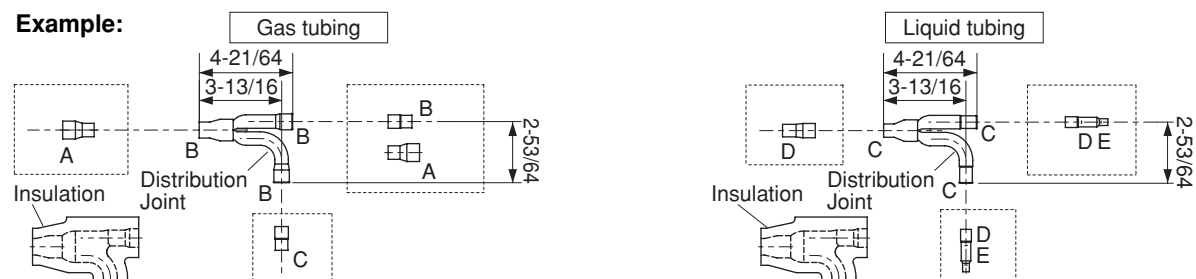 Example:
Gas tubing
4-21/64
3-13/16
A
B
B
B
Distribution
Joint
Insulation
B
A
C
2-53/64
Liquid tubing
4-21/64
3-13/16
D
C
C
C
Distribution
Joint
Insulation
D E
D
E
2-53/64